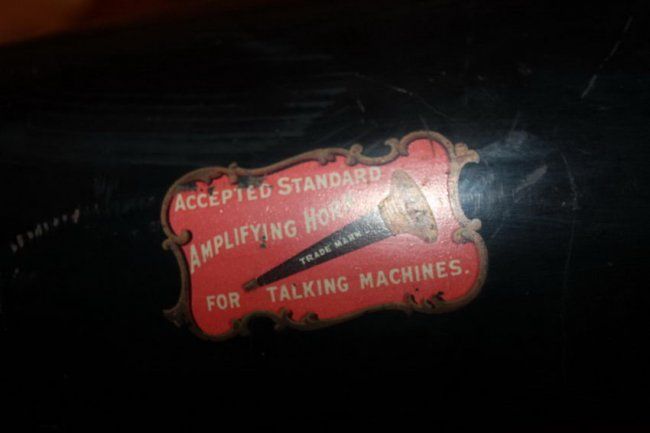 ACCEPTED STANDARD
AMPLIFYING HORN
TRADE MARK
FOR TALKING MACHINES.